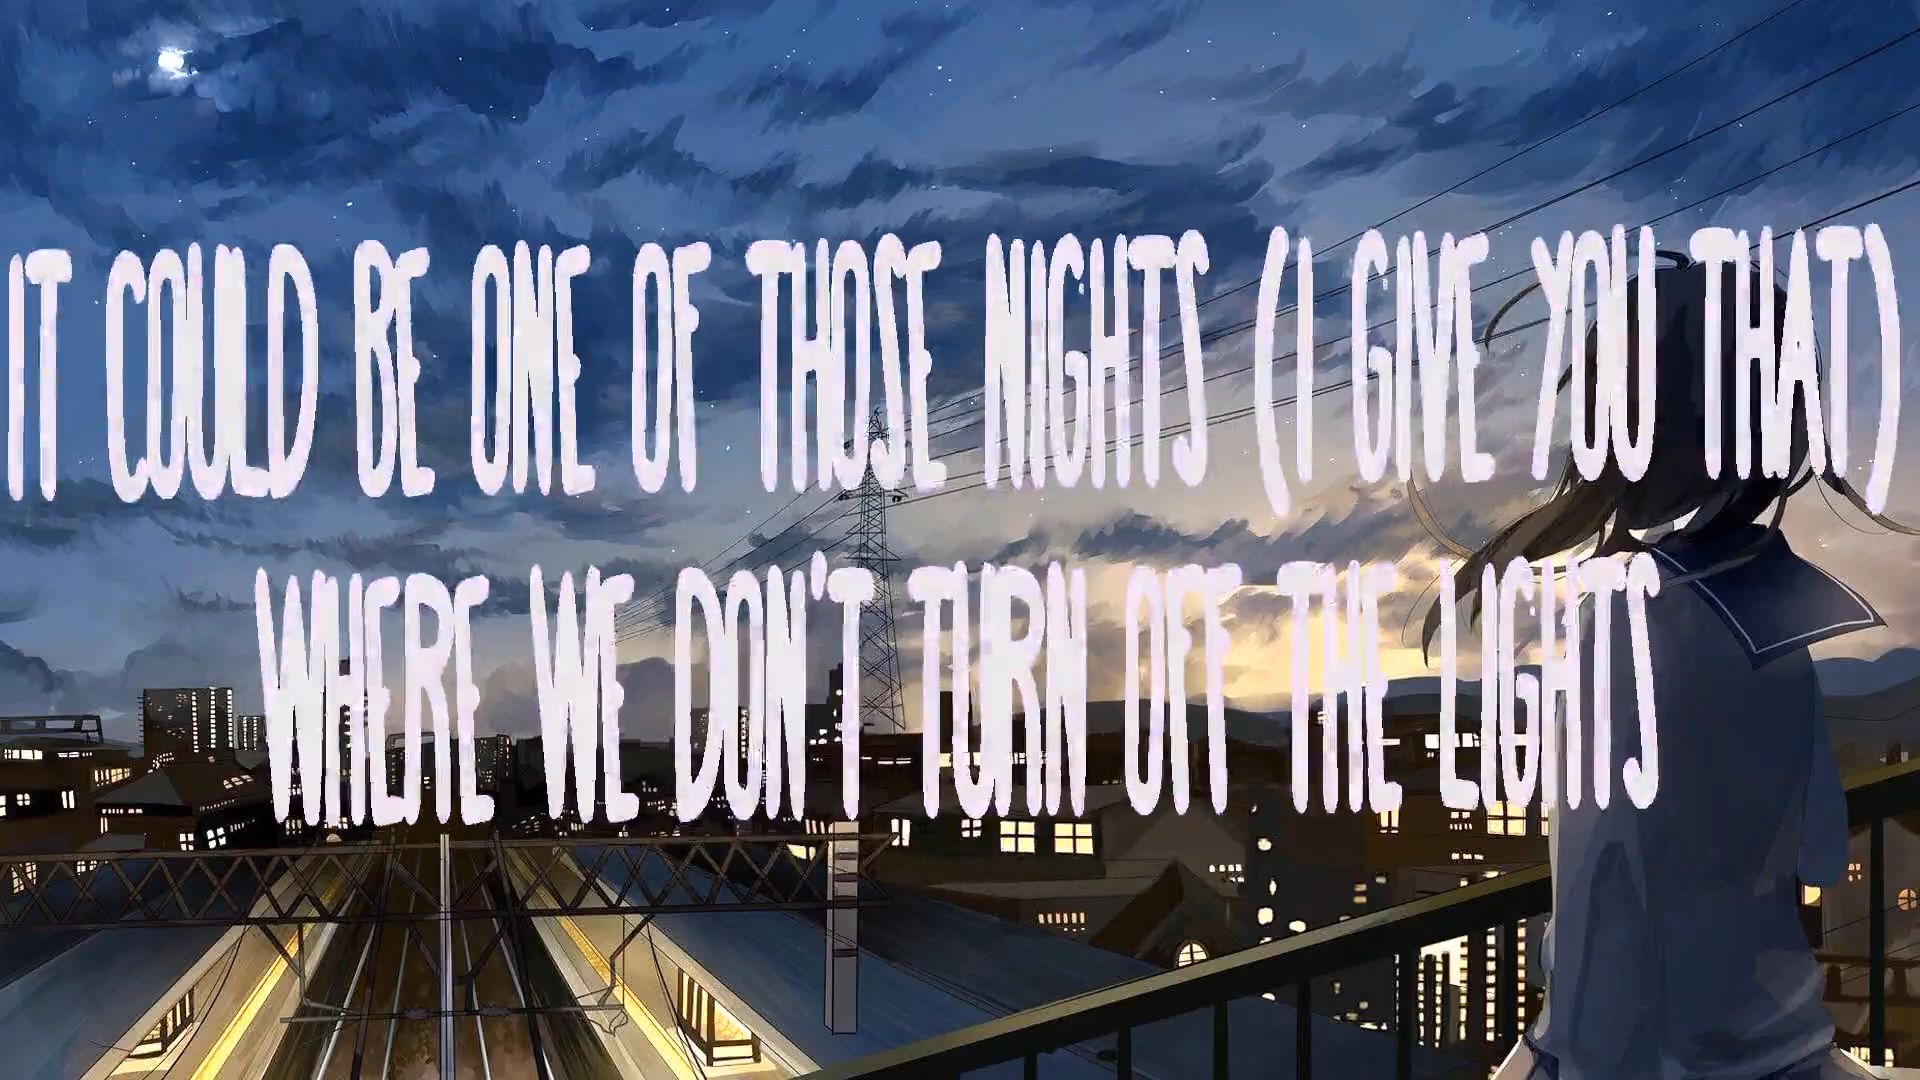 IT COULD BE ONE OF THOSE NIGHTS (I GIVE YOU THAT)
WHERE WE DON'T TURN OFF THE LIGHTS